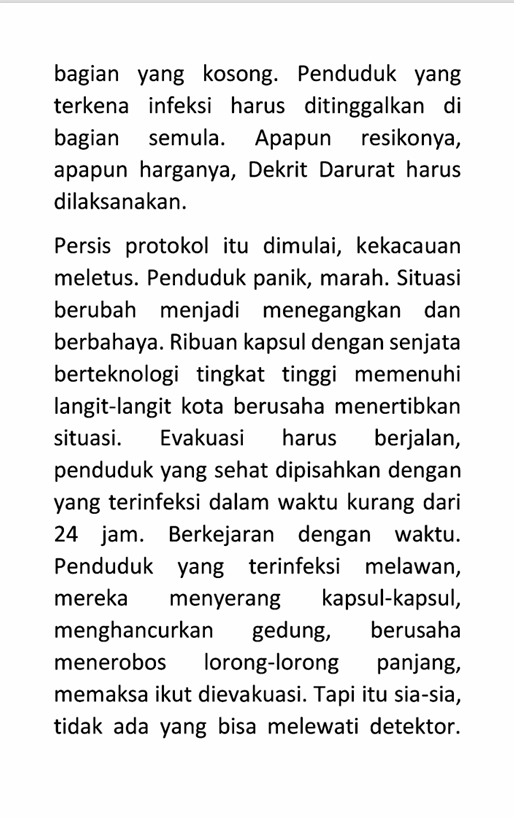 bagian yang kosong. Penduduk yang
terkena infeksi harus ditinggalkan di
bagian semula. Apapun resikonya,
apapun harganya, Dekrit Darurat harus
dilaksanakan.
Persis protokol itu dimulai, kekacauan
meletus. Penduduk panik, marah. Situasi
berubah menjadi menegangkan dan
berbahaya. Ribuan kapsul dengan senjata
berteknologi tingkat tinggi memenuhi
langit-langit kota berusaha menertibkan
situasi. Evakuasi harus berjalan,
penduduk yang sehat dipisahkan dengan
yang terinfeksi dalam waktu kurang dari
24 jam. Berkejaran dengan waktu.
Penduduk yang terinfeksi melawan,
mereka menyerang kapsul-kapsul,
menghancurkan gedung, berusaha
menerobos lorong-lorong panjang,
memaksa ikut dievakuasi. Tapi itu sia-sia,
tidak ada yang bisa melewati detektor.